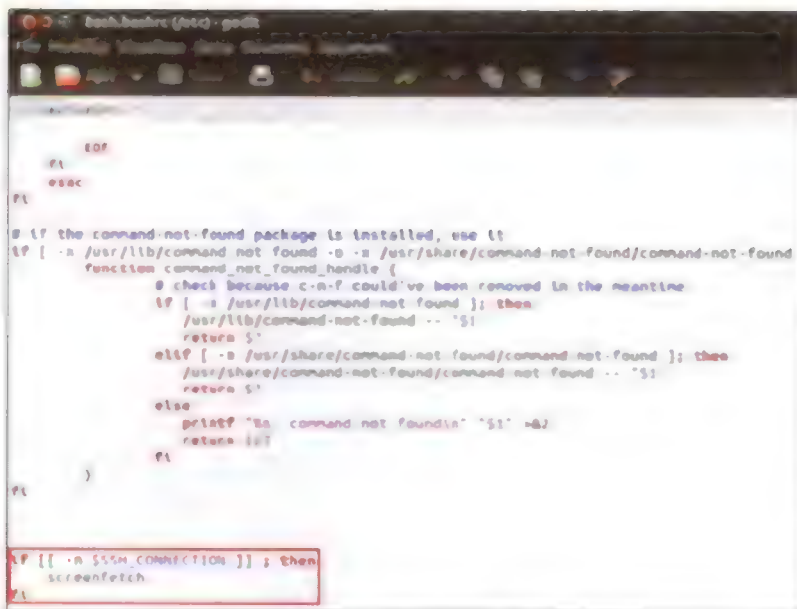 bash.bashrc (/etc) - gedit
EOF
fi
esac
fi
# if the command-not-found package is installed, use it
if [ -x /usr/lib/command-not-found -o -x /usr/share/command-not-found/command-not-found
function command_not_found_handle {
# check because c-n-f could've been removed in the meantime
if [ -x /usr/lib/command-not-found ]; then
/usr/lib/command-not-found -- "$1
return $?
elif [ -x /usr/share/command-not-found/command-not-found ]; then
/usr/share/command-not-found/command-not-found -- "$1
return $?
else
printf "%s: command not found\n" "$1" >&2
return 127
fi
}
fi
if [[ -n $SSH_CONNECTION ]] ; then
screenfetch
fi